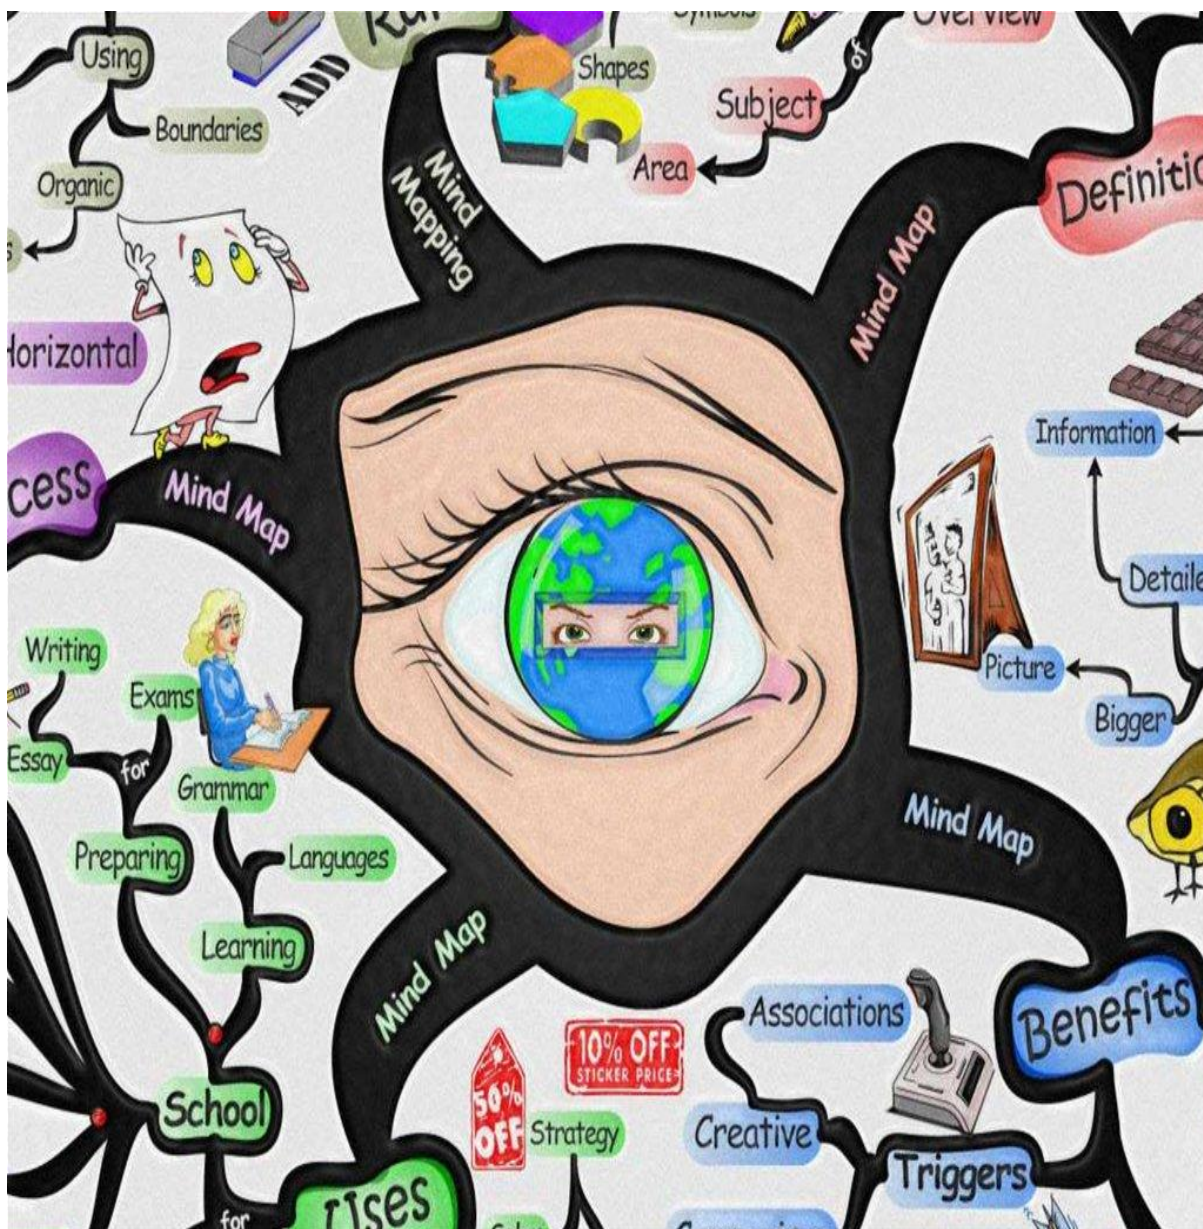 Using
ADD
Boundaries
Organic
Shapes
of
Subject
Area
Mind
Mapping
Mind Map
Horizontal
Mind Map
Information
Picture
Bigger
Writing
Exams
Essay
for
Grammar
Preparing
Languages
Learning
Mind Map
Mind Map
Associations
Benefits
10% OFF
STICKER PRICE
50%
OFF
Strategy
School
Creative
Triggers
for
Uses